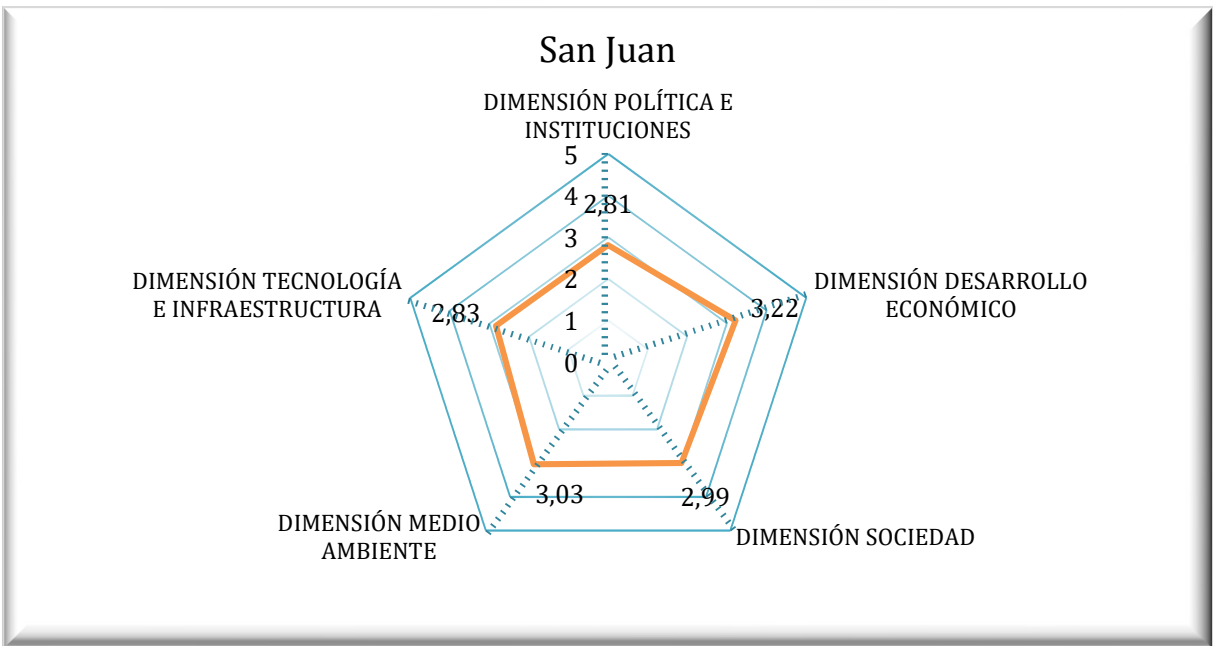 San Juan
DIMENSIÓN POLÍTICA E
INSTITUCIONES
5
4
2,81
3
2
1
0
DIMENSIÓN DESARROLLO
ECONÓMICO
3,22
DIMENSIÓN TECNOLOGÍA
E INFRAESTRUCTURA
2,83
3,03
2,99
DIMENSIÓN MEDIO
AMBIENTE
DIMENSIÓN SOCIEDAD